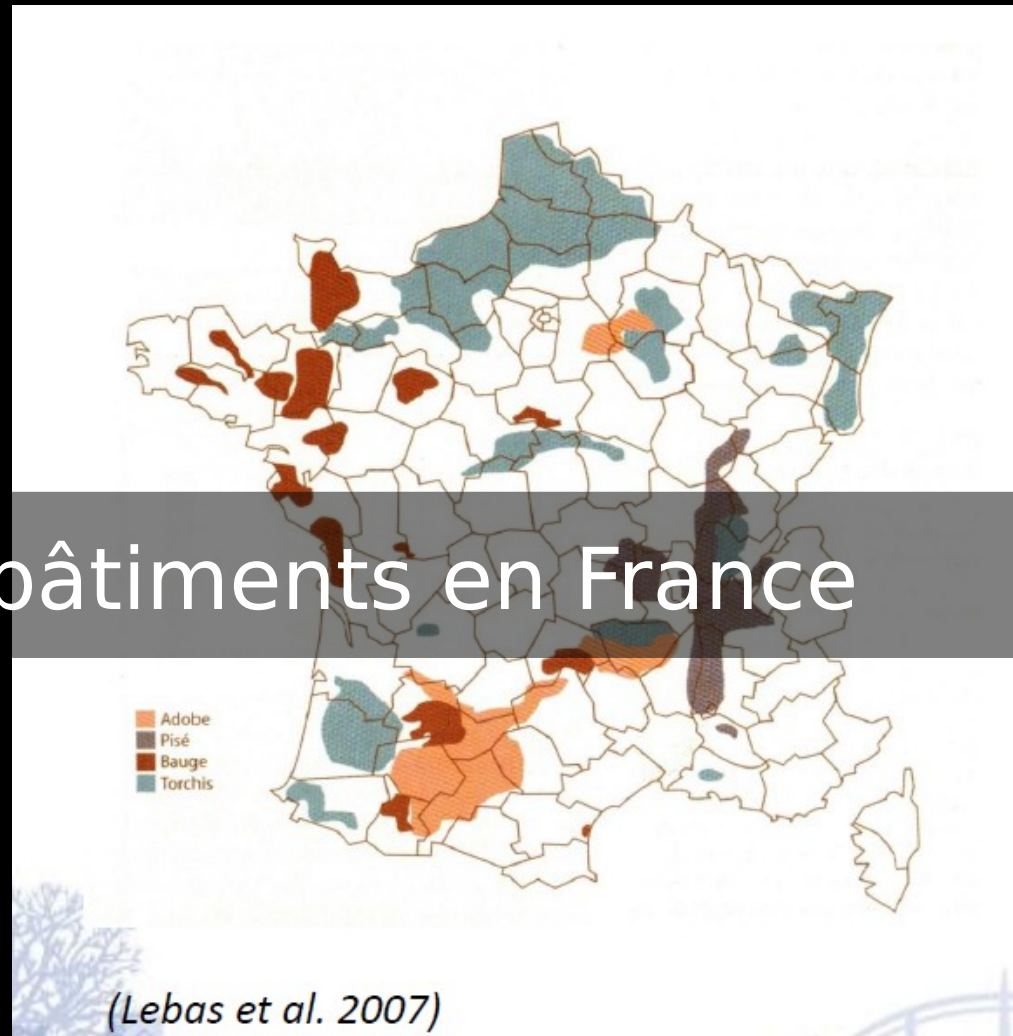 bâtiments en France
Adobe
Pisé
Bauge
Torchis
(Lebas et al. 2007)